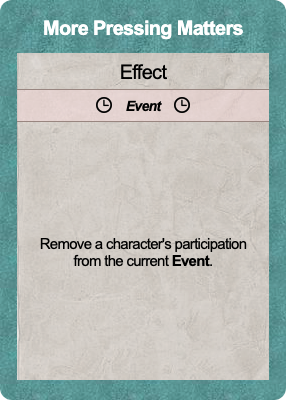 More Pressing Matters
Effect
Event
Remove a character's participation
from the current Event.